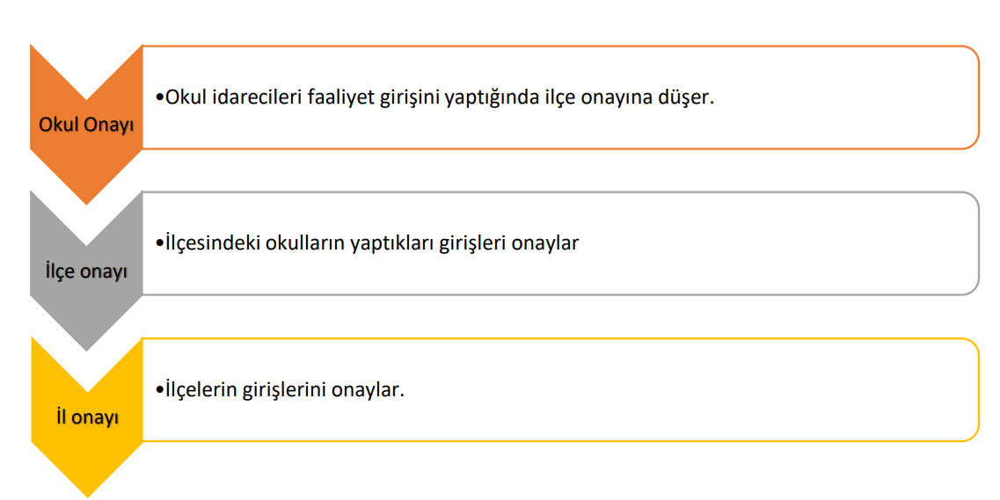 Okul Onayı
•Okul idarecileri faaliyet girişini yaptığında ilçe onayına düşer.
İlçe onayı
•İlçesindeki okulların yaptıkları girişleri onaylar
İl onayı
•İlçelerin girişlerini onaylar.